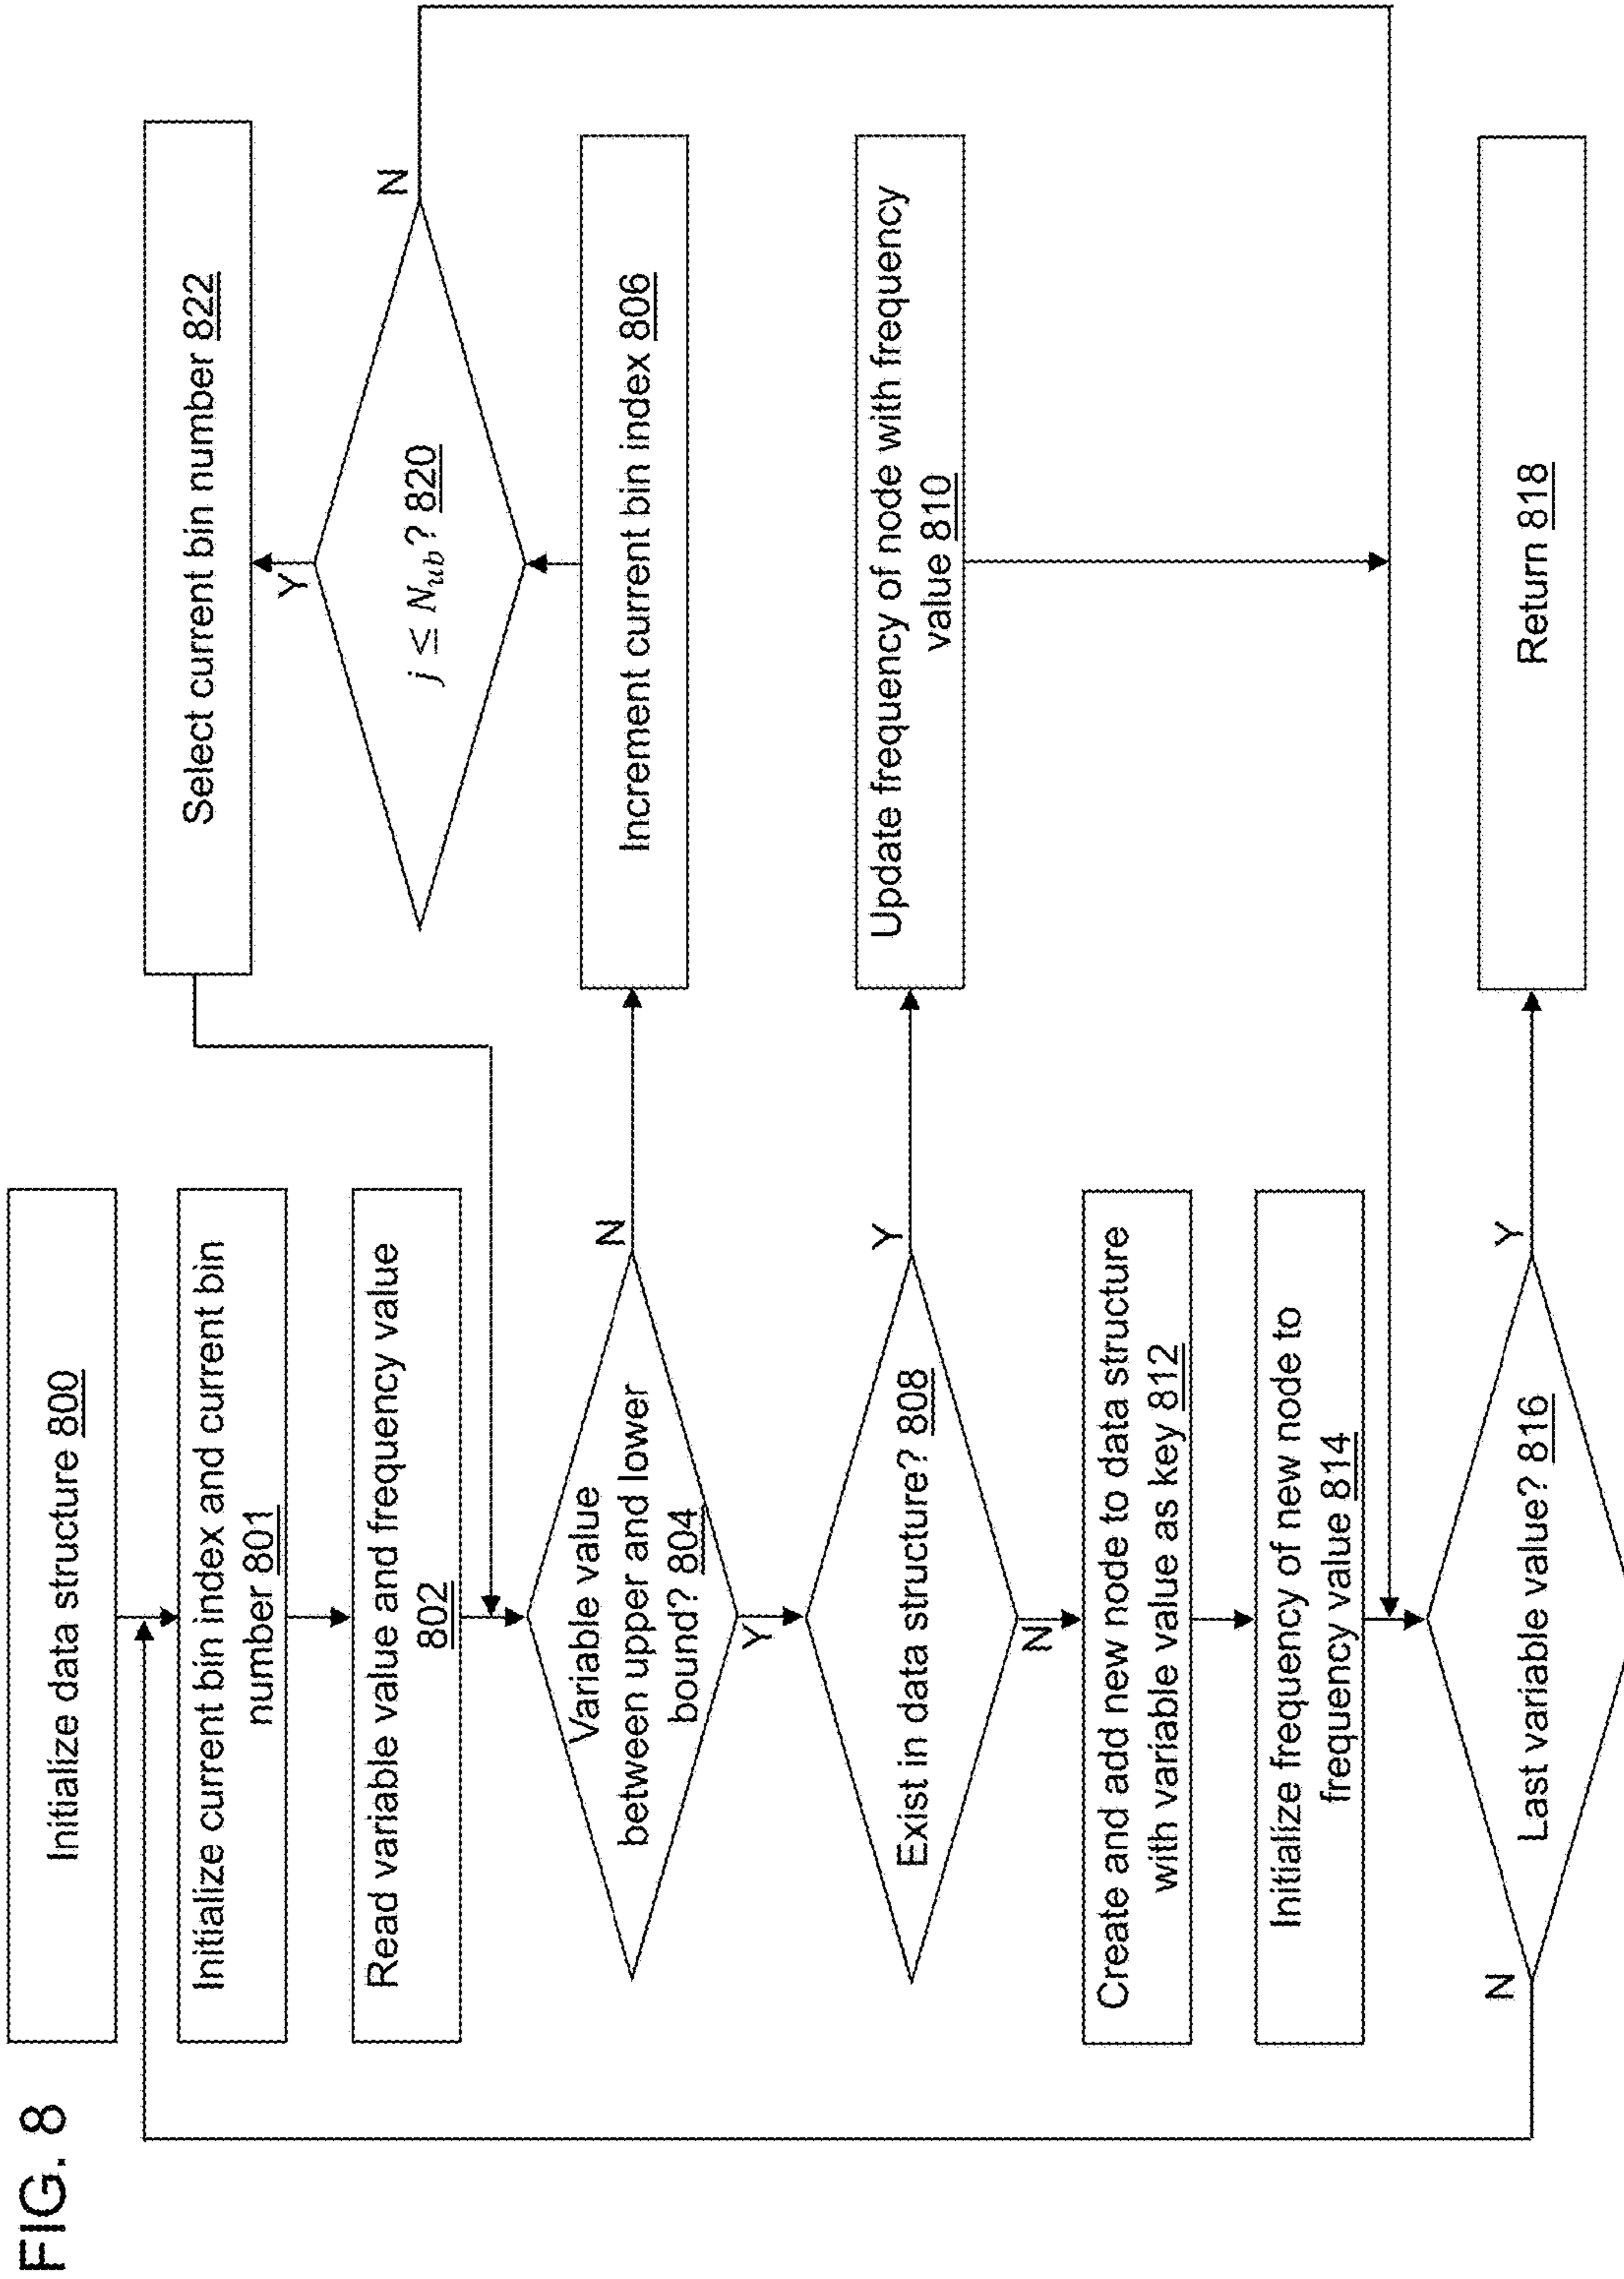 FIG. 8
Initialize data structure 800
Initialize current bin index and current bin
number 801
Read variable value and frequency value
802
Variable value
between upper and lower
bound? 804
N
Y
Exist in data structure? 808
Y
N
Create and add new node to data structure
with variable value as key 812
Initialize frequency of new node to
frequency value 814
Last variable value? 816
N
Y
Select current bin number 822
Y
j ≤ N_ub? 820
N
Increment current bin index 806
Update frequency of node with frequency
value 810
Return 818